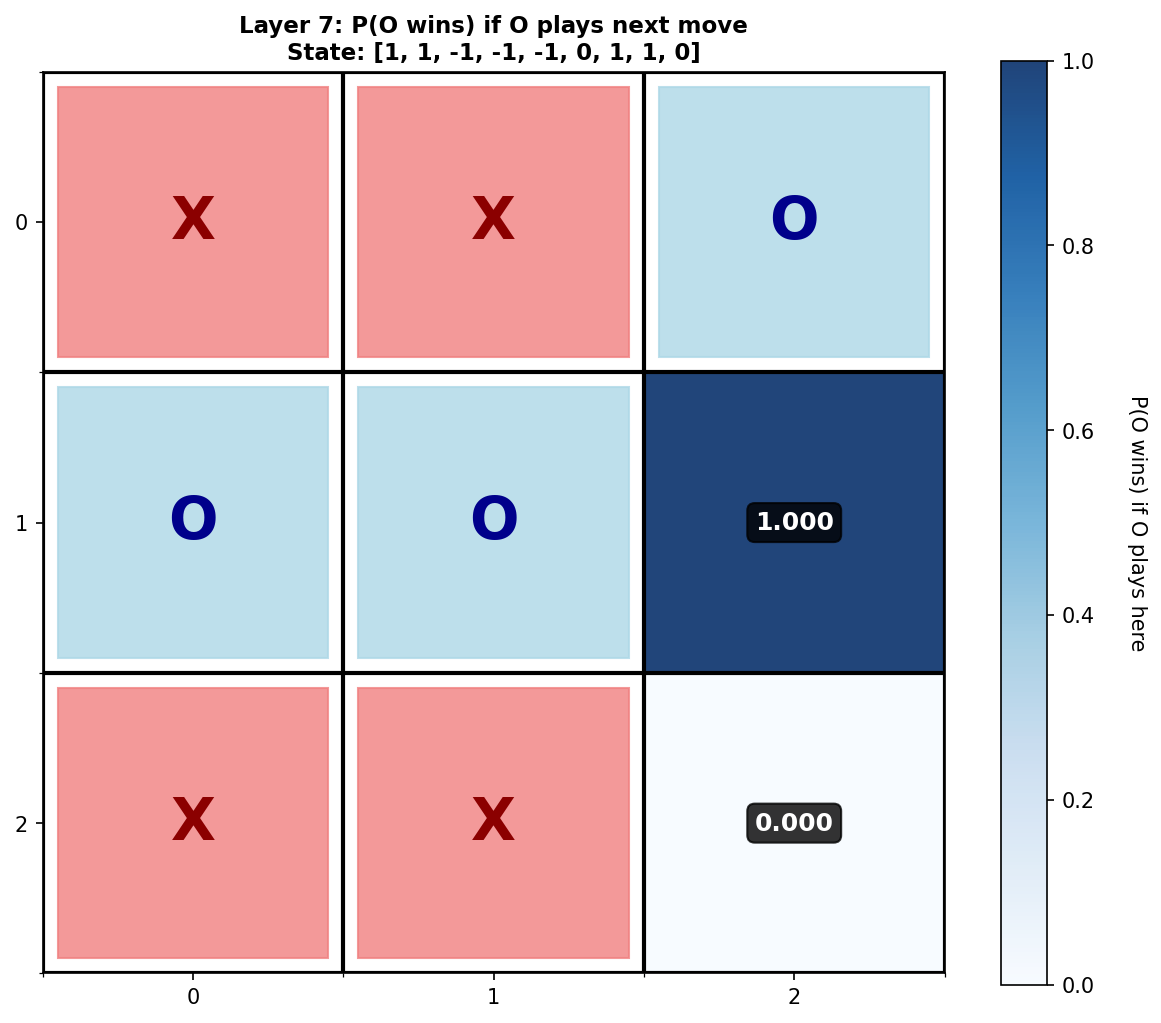 Layer 7: P(O wins) if O plays next move
State: [1, 1, -1, -1, -1, 0, 1, 1, 0]
0 X X O
1 O O 1.000
2 X X 0.000
0 1 2
1.0
0.8
0.6
0.4
0.2
0.0
P(O wins) if O plays here